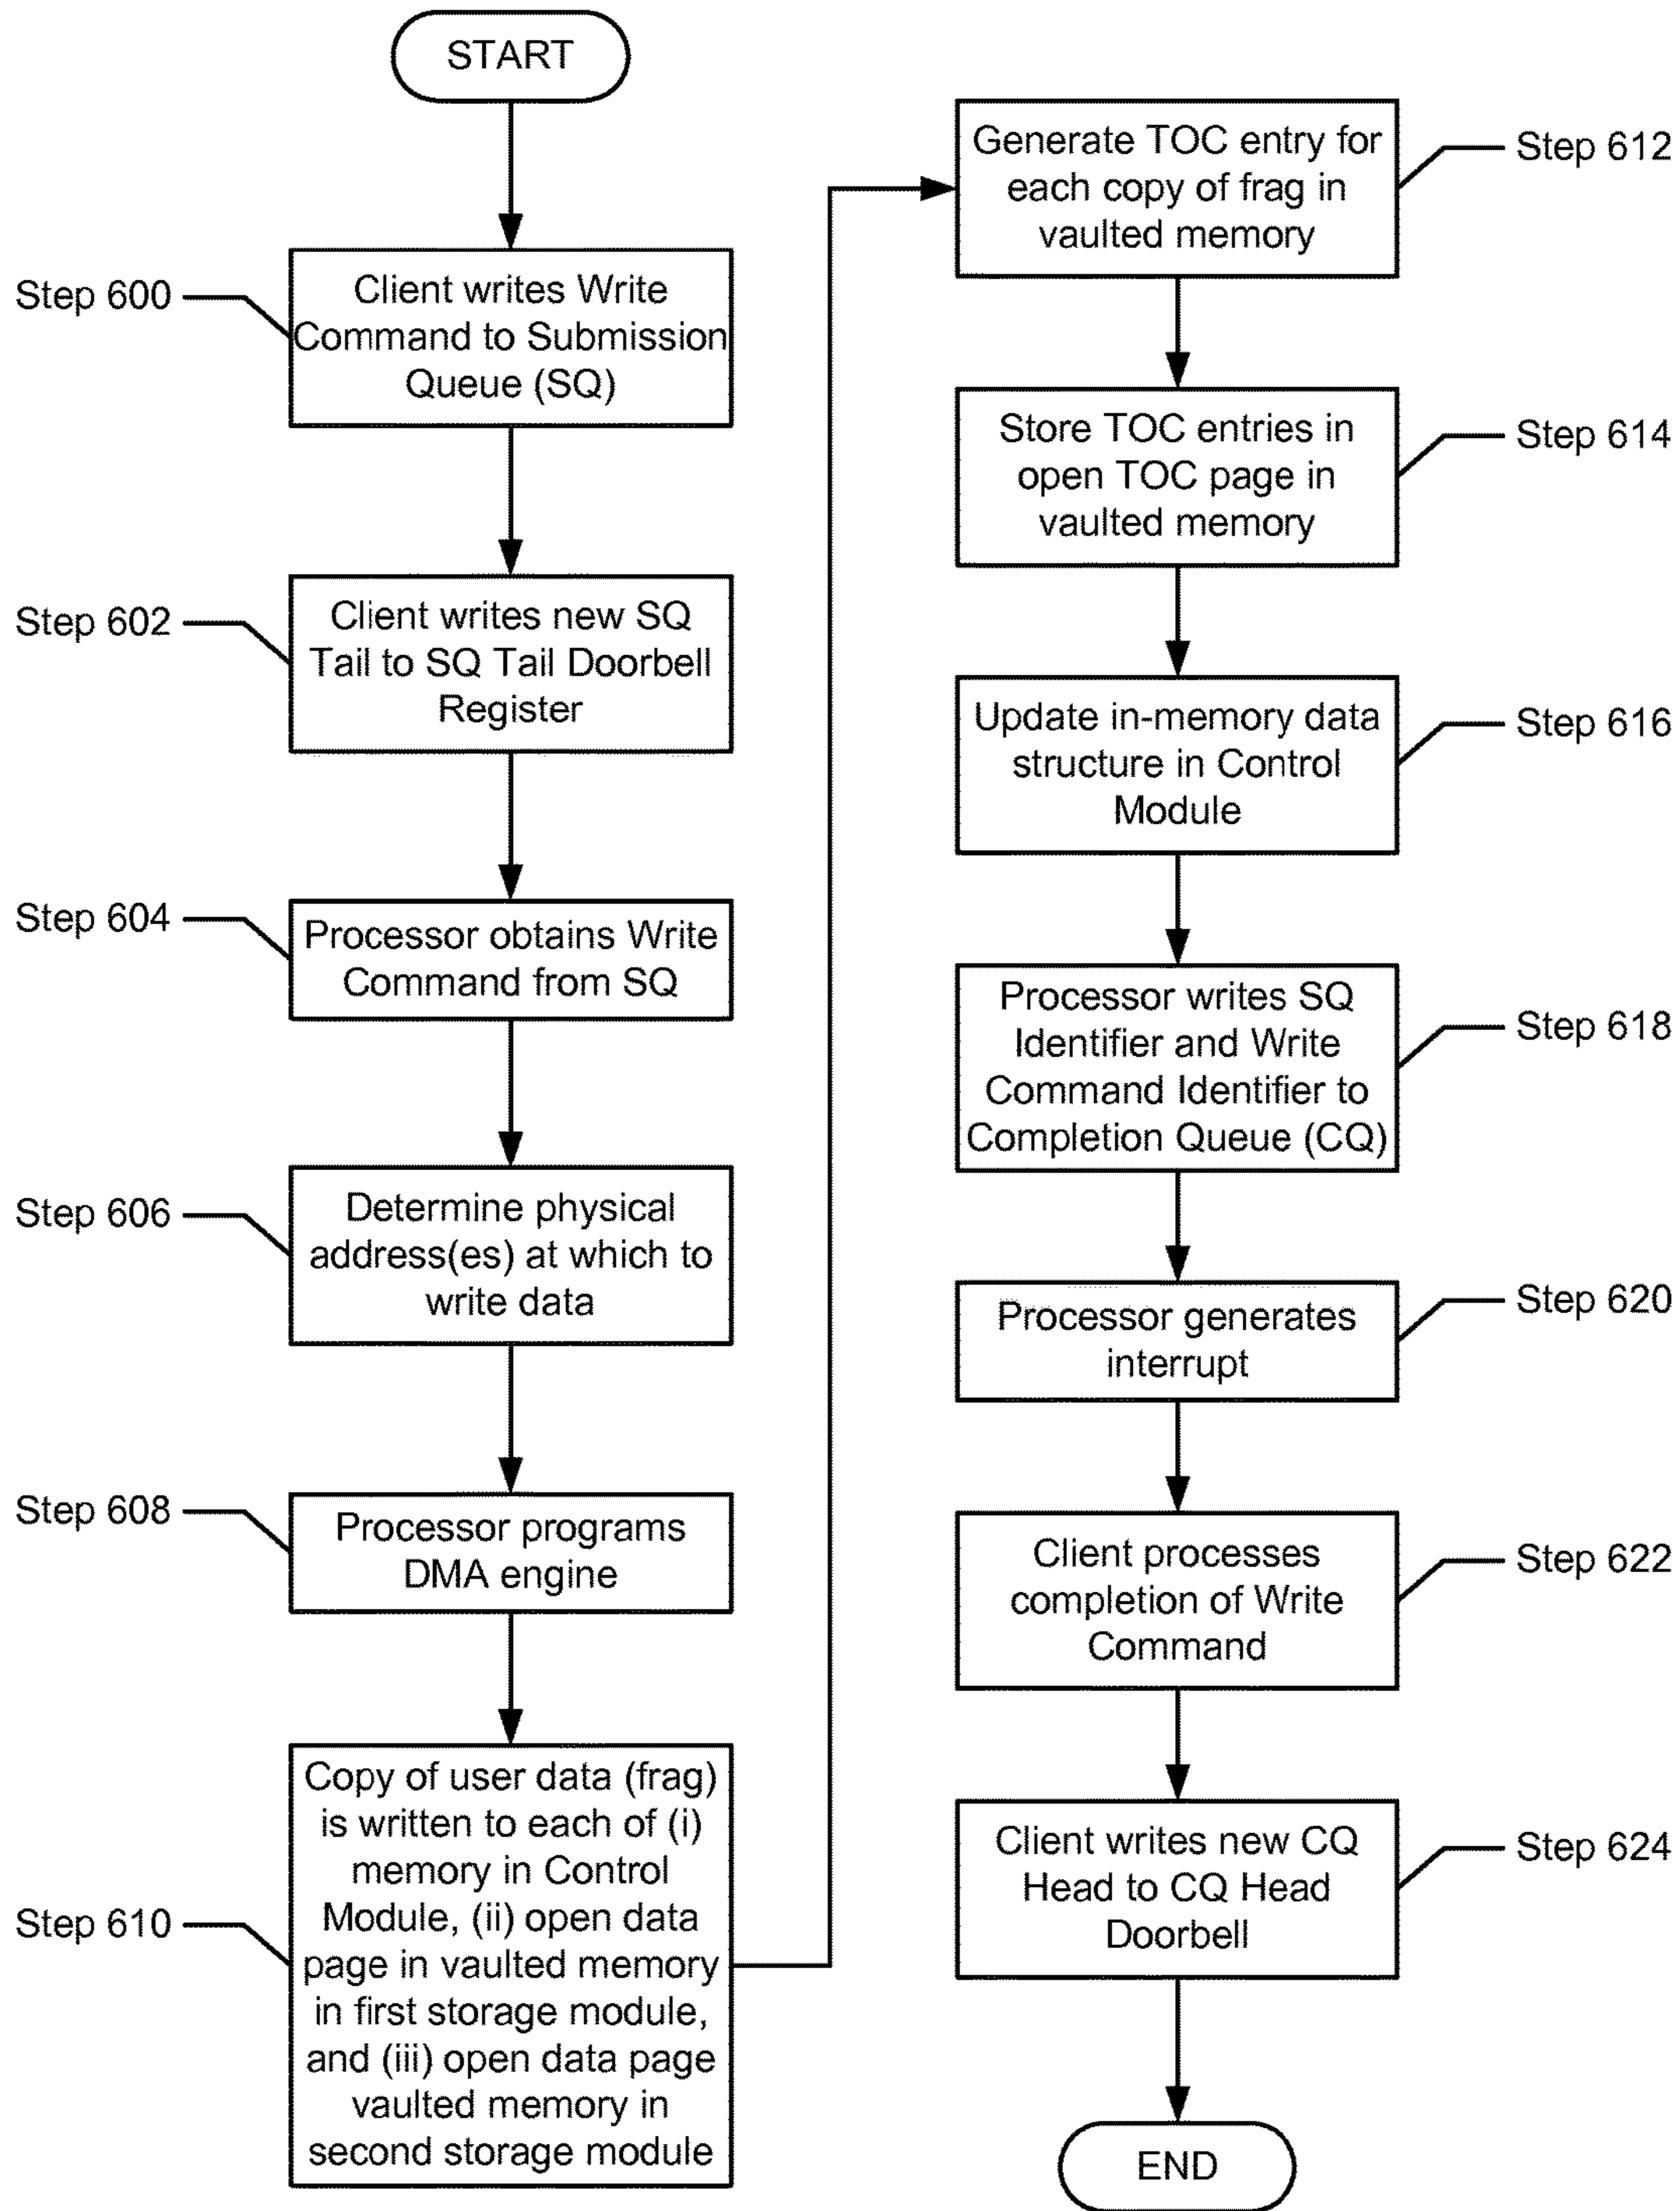 START
Step 600
Client writes Write
Command to Submission
Queue (SQ)
Step 602
Client writes new SQ
Tail to SQ Tail Doorbell
Register
Step 604
Processor obtains Write
Command from SQ
Step 606
Determine physical
address(es) at which to
write data
Step 608
Processor programs
DMA engine
Step 610
Copy of user data (frag)
is written to each of (i)
memory in Control
Module, (ii) open data
page in vaulted memory
in first storage module,
and (iii) open data page
vaulted memory in
second storage module
Generate TOC entry for
each copy of frag in
vaulted memory
Step 612
Store TOC entries in
open TOC page in
vaulted memory
Step 614
Update in-memory data
structure in Control
Module
Step 616
Processor writes SQ
Identifier and Write
Command Identifier to
Completion Queue (CQ)
Step 618
Processor generates
interrupt
Step 620
Client processes
completion of Write
Command
Step 622
Client writes new CQ
Head to CQ Head
Doorbell
Step 624
END